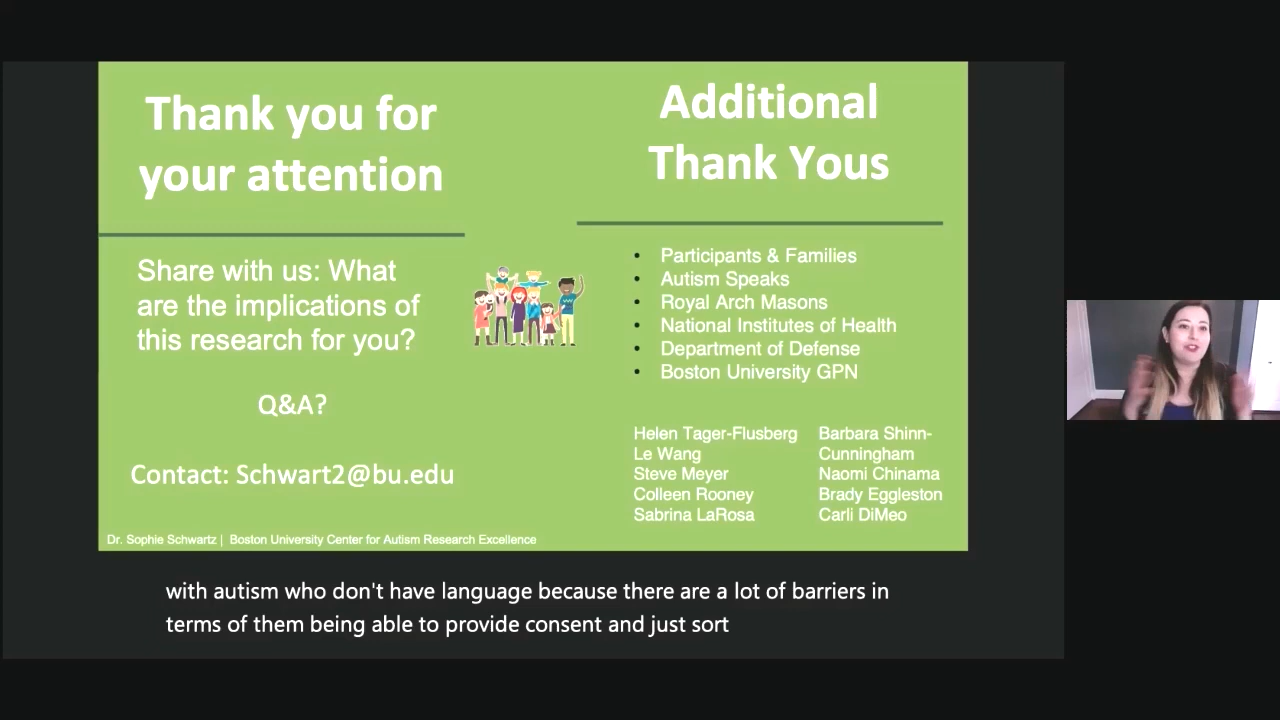 Thank you for
your attention
Share with us: What
are the implications of
this research for you?
Q&A?
Contact: Schwart2@bu.edu
Dr. Sophie Schwartz | Boston University Center for Autism Research Excellence
Additional
Thank Yous
• Participants & Families
• Autism Speaks
• Royal Arch Masons
• National Institutes of Health
• Department of Defense
• Boston University GPN
Helen Tager-Flusberg
Le Wang
Steve Meyer
Colleen Rooney
Sabrina LaRosa
Barbara Shinn-
Cunningham
Naomi Chinama
Brady Eggleston
Carli DiMeo
with autism who don't have language because there are a lot of barriers in
terms of them being able to provide consent and just sort